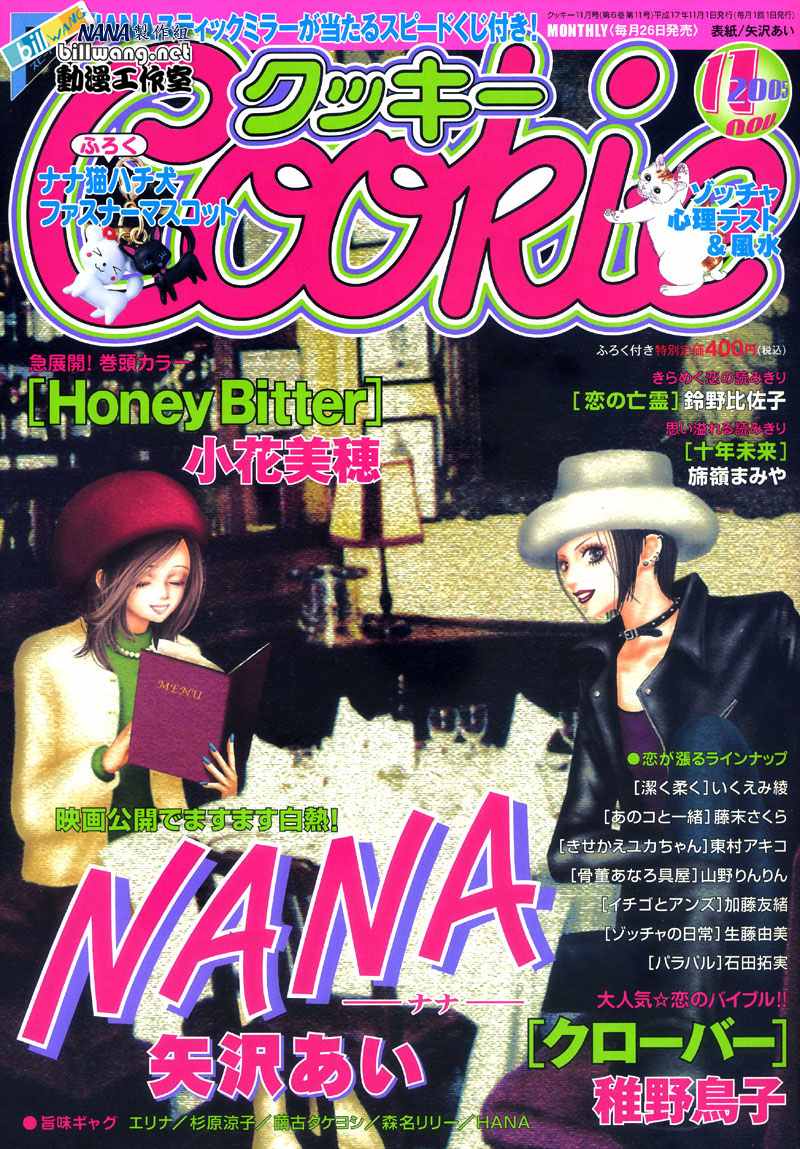 bill WANG
NANA製作組
billwang.net
動漫工作室
NANAスティックミラーが当たるスピードくじ付き!
クッキー11月号(第6巻第11号)平成17年11月1日発行(毎月1回1日発行)
MONTHLY〈毎月26日発売〉 表紙/矢沢あい
クッキー
Cookie
11 2005
NOV.
ふろく
ナナ猫ハチ犬
ファスナーマスコット
ゾッチャ
心理テスト
&風水
ふろく付き特別定価400円(税込)
急展開! 巻頭カラー
[Honey Bitter]
小花美穂
きらめく恋の読みきり
[恋の亡霊]鈴野比佐子
思い溢れる読みきり
[十年未来]
旆嶺まみや
MENU
映画公開でますます白熱!
NANA
ナナ
矢沢あい
●恋が漲るラインナップ
[潔く柔く]いくえみ綾
[あのコと一緒]藤末さくら
[きせかえユカちゃん]東村アキコ
[骨董あなろ具屋]山野りんりん
[イチゴとアンズ]加藤友緒
[ゾッチャの日常]生藤由美
[パラパル]石田拓実
大人気☆恋のバイブル!!
[クローバー]
稚野鳥子
●旨味ギャグ エリナ/杉原涼子/繭古タケヨシ/森名リリー/HANA